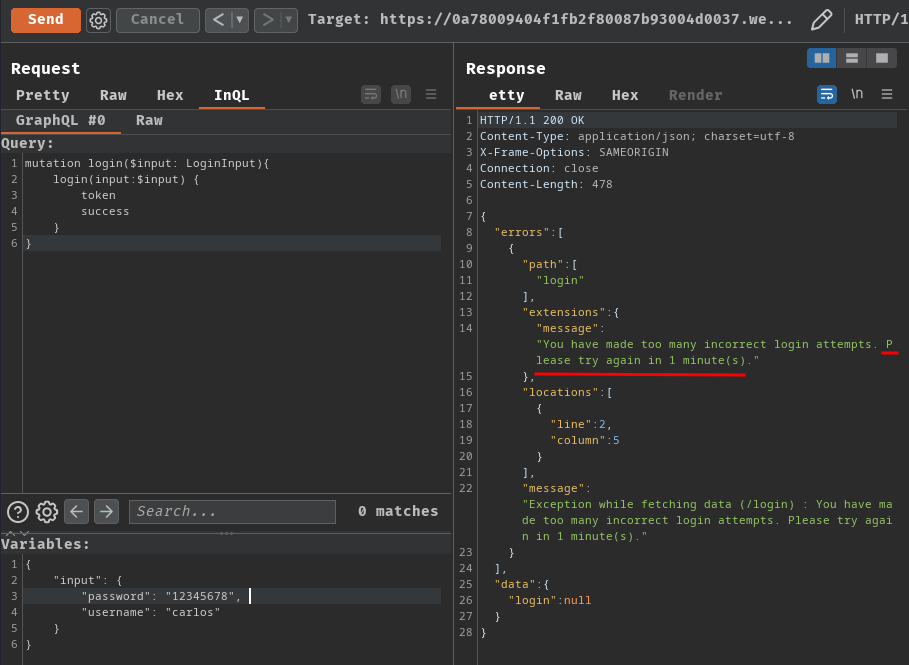 Send Cancel < ▾ > ▾ Target: https://0a78009404f1fb2f80087b93004d0037.we... HTTP/1
Request
Pretty Raw Hex InQL \n
GraphQL #0 Raw
Query:
1 mutation login($input: LoginInput){
2 login(input:$input) {
3 token
4 success
5 }
6 }
? Search... 0 matches
Variables:
1 {
2 "input": {
3 "password": "12345678",
4 "username": "carlos"
5 }
6 }
Response
etty Raw Hex Render \n
1 HTTP/1.1 200 OK
2 Content-Type: application/json; charset=utf-8
3 X-Frame-Options: SAMEORIGIN
4 Connection: close
5 Content-Length: 478
6
7 {
8 "errors":[
9 {
10 "path":[
11 "login"
12 ],
13 "extensions":{
14 "message":
"You have made too many incorrect login attempts. P
lease try again in 1 minute(s)."
15 },
16 "locations":[
17 {
18 "line":2,
19 "column":5
20 }
21 ],
22 "message":
"Exception while fetching data (/login) : You have ma
de too many incorrect login attempts. Please try agai
n in 1 minute(s)."
23 }
24 ],
25 "data":{
26 "login":null
27 }
28 }